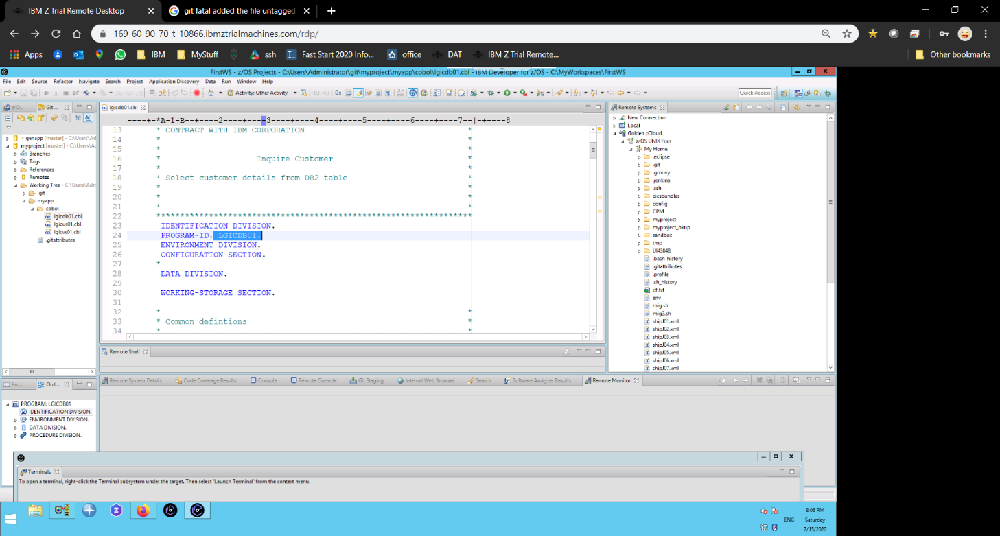 IBM Z Trial Remote Desktop
git fatal added the file untagged
169-60-90-70-t-10866.ibmztrialmachines.com/rdp/
Apps
IBM
MyStuff
ssh
Fast Start 2020 Info...
office
DAT
IBM Z Trial Remote...
Other bookmarks
FirstWS - z/OS Projects - C:\Users\Administrator\git\myproject\myapp\cobol\lgicdb01.cbl - IBM Developer for z/OS - C:\MyWorkspaces\FirstWS
File Edit Source Refactor Navigate Search Project Application Discovery Data Run Window Help
Activity: Other Activity
Quick Access
z/O...
Git ...
> genapp [master] - C:\Users\Ad
myproject [master] - C:\Users\Ad
Branches
Tags
References
Remotes
Working Tree - C:\Users\Adm
.git
myapp
cobol
lgicdb01.cbl
lgicus01.cbl
lgicvs01.cbl
.gitattributes
lgicdb01.cbl
----+-*A-1-B--+----2----+----3----+----4----+----5----+----6----+----7--|-+----8
13 * CONTRACT WITH IBM CORPORATION *
14 * *
15 * *
16 * Inquire Customer *
17 * *
18 * Select customer details from DB2 table *
19 * *
20 * *
21 * *
22 ******************************************************************
23 IDENTIFICATION DIVISION.
24 PROGRAM-ID. LGICDB01.
25 ENVIRONMENT DIVISION.
26 CONFIGURATION SECTION.
27 *
28 DATA DIVISION.
29
30 WORKING-STORAGE SECTION.
31
32 *----------------------------------------------------------------*
33 * Common defintions *
34 *----------------------------------------------------------------*
Remote Systems
New Connection
Local
Golden zCloud
z/OS UNIX Files
My Home
.eclipse
.git
.groovy
.jenkins
.ssh
cicsbundles
config
CPM
myproject
myproject_bkup
sandbox
tmp
UI43848
.bash_history
.gitattributes
.profile
.sh_history
df.txt
env
mig.sh
mig2.sh
shipJ01.xml
shipJ02.xml
shipJ03.xml
shipJ04.xml
shipJ05.xml
shipJ06.xml
shipJ07.xml
Remote Shell
Pro...
Outl...
PROGRAM: LGICDB01
IDENTIFICATION DIVISION.
ENVIRONMENT DIVISION.
DATA DIVISION.
PROCEDURE DIVISION.
Remote System Details
Code Coverage Results
Console
Remote Console
Git Staging
Internal Web Browser
Search
Software Analyzer Results
Remote Monitor
Terminals
To open a terminal, right-click the Terminal subsystem under the target. Then select 'Launch Terminal' from the context menu.
ENG
8:06 PM
Saturday
2/15/2020